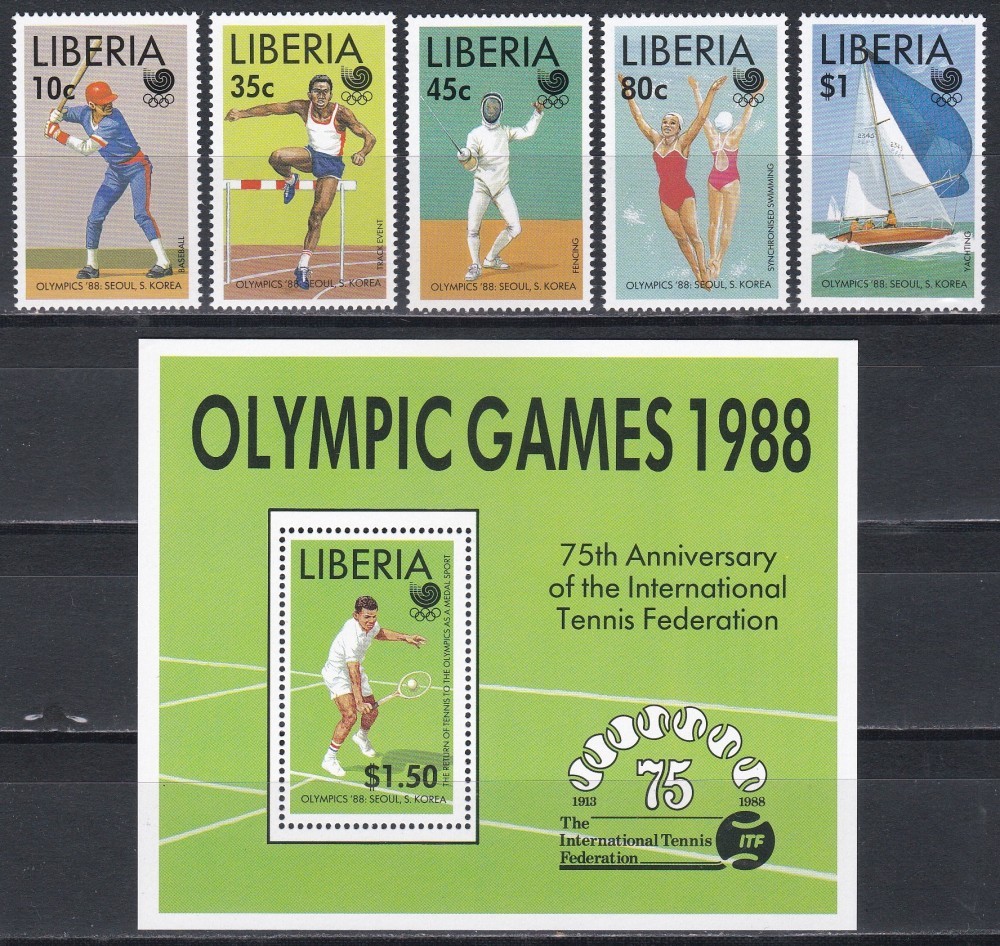 LIBERIA
10c
BASEBALL
OLYMPICS '88: SEOUL, S. KOREA
LIBERIA
35c
TRACK EVENT
OLYMPICS '88: SEOUL, S. KOREA
LIBERIA
45c
FENCING
OLYMPICS '88: SEOUL, S. KOREA
LIBERIA
80c
SYNCHRONISED SWIMMING
OLYMPICS '88: SEOUL, S. KOREA
LIBERIA
$1
YACHTING
OLYMPICS '88: SEOUL, S. KOREA
OLYMPIC GAMES 1988
LIBERIA
THE RETURN OF TENNIS TO THE OLYMPICS AS A MEDAL SPORT
$1.50
OLYMPICS '88: SEOUL, S. KOREA
75th Anniversary
of the International
Tennis Federation
75
1913 1988
The
International Tennis
Federation
ITF